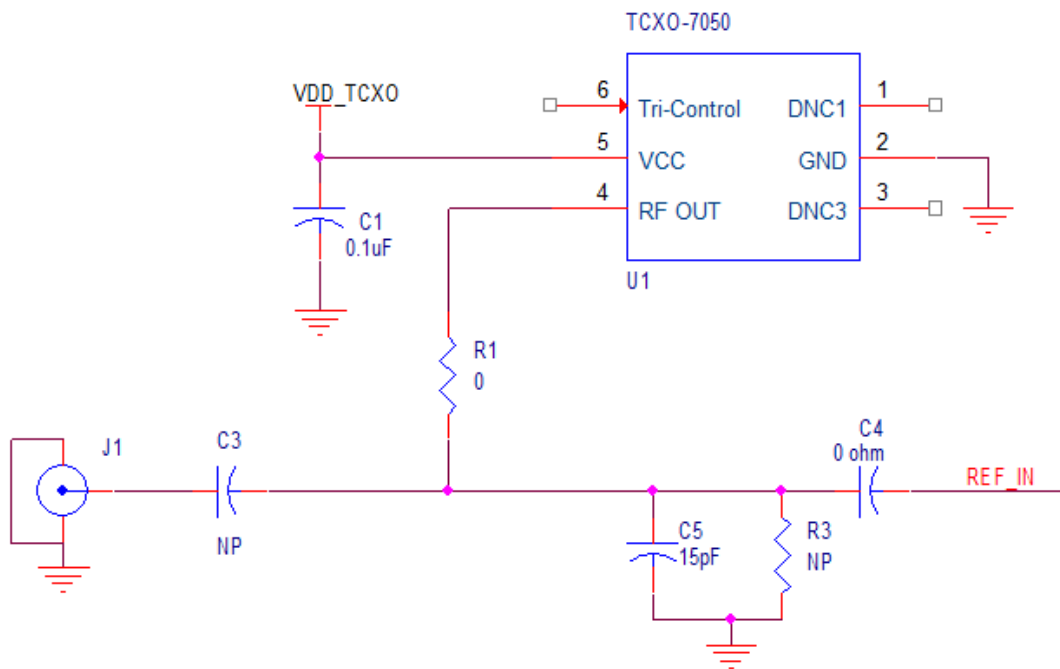 TCXO-7050
VDD_TCXO
6
Tri-Control
DNC1
1
5
VCC
GND
2
4
RF OUT
DNC3
3
C1
0.1uF
U1
R1
0
J1
C3
NP
C4
0 ohm
REF_IN
C5
15pF
R3
NP